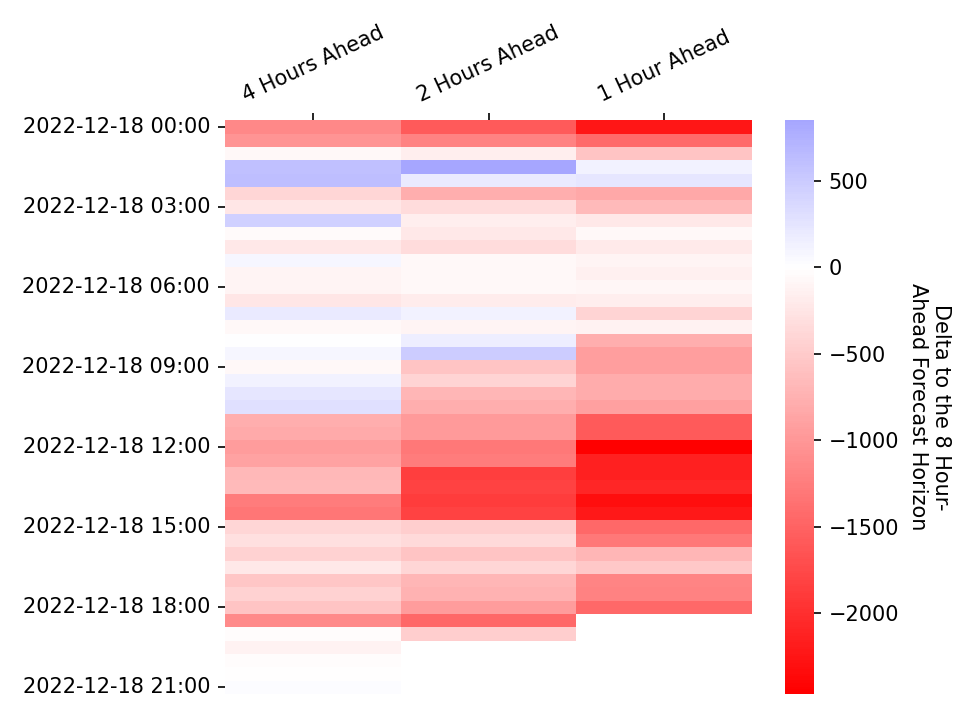 4 Hours Ahead
2 Hours Ahead
1 Hour Ahead
2022-12-18 00:00
2022-12-18 03:00
2022-12-18 06:00
2022-12-18 09:00
2022-12-18 12:00
2022-12-18 15:00
2022-12-18 18:00
2022-12-18 21:00
500
0
−500
−1000
−1500
−2000
Delta to the 8 Hour-
Ahead Forecast Horizon